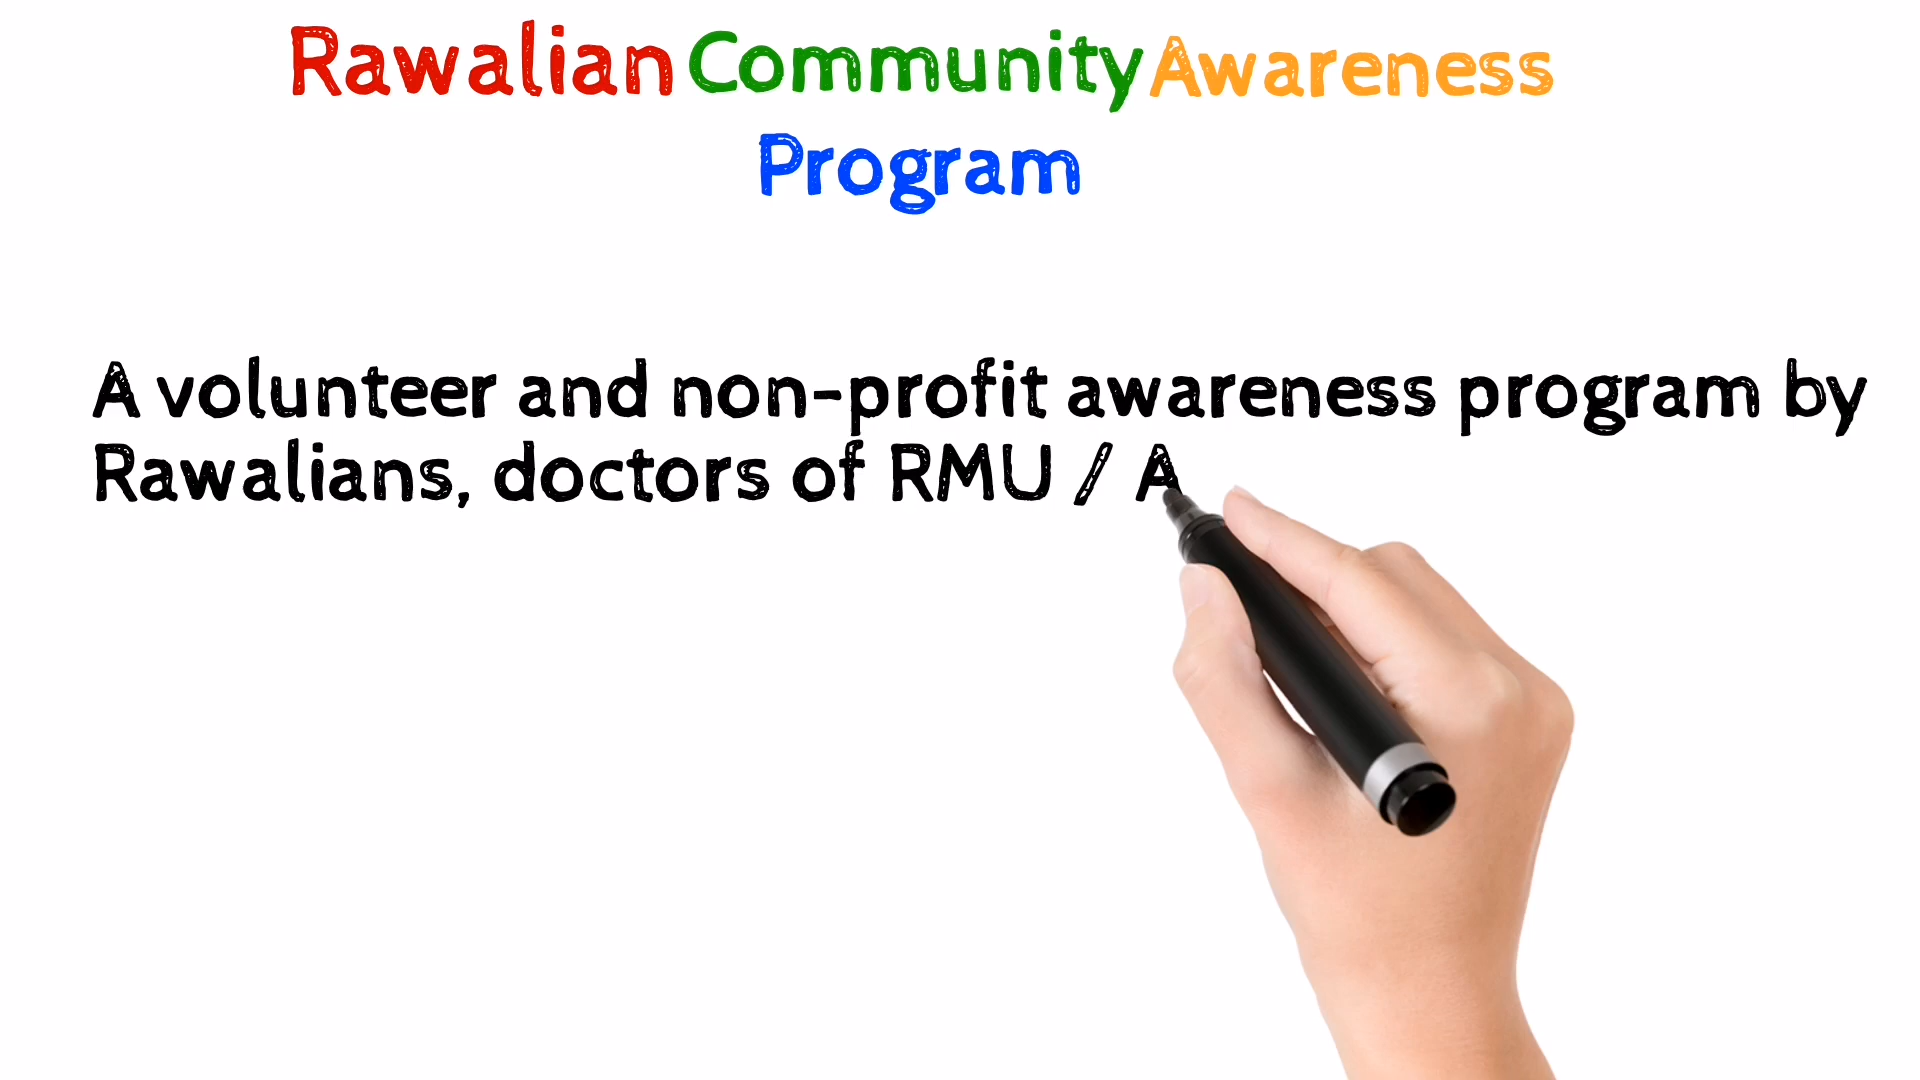 Rawalian Community Awareness
Program
A volunteer and non-profit awareness program by
Rawalians, doctors of RMU / A